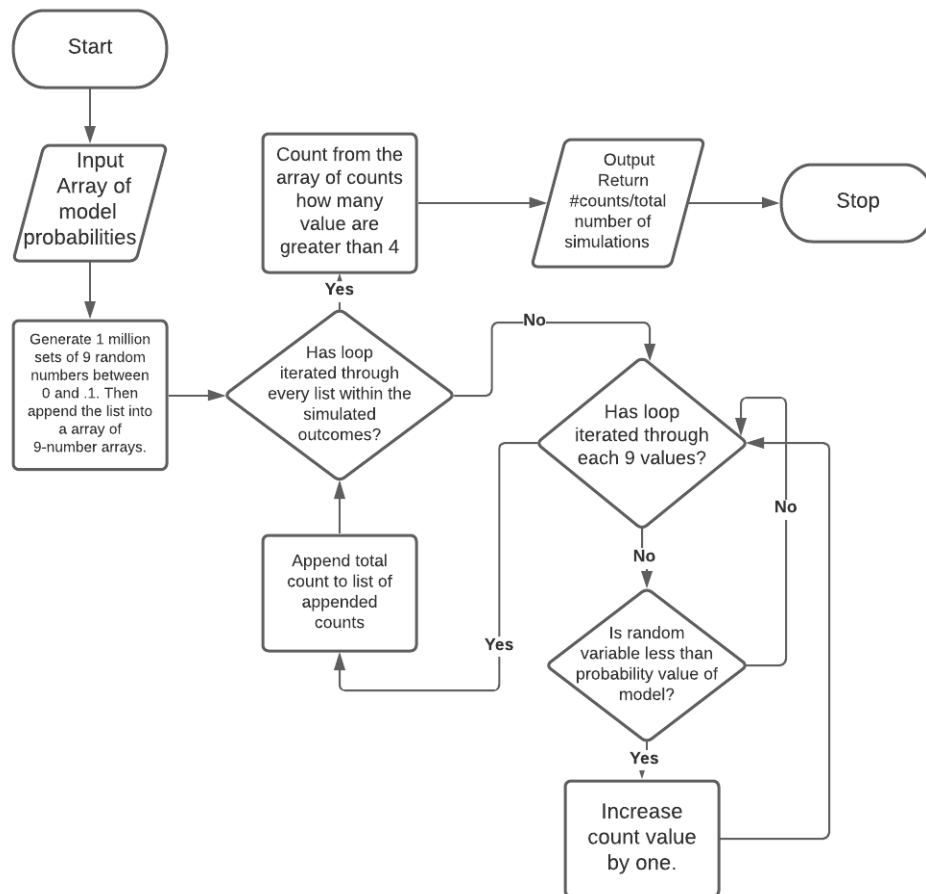 Start
Input
Array of
model
probabilities
Generate 1 million
sets of 9 random
numbers between
0 and .1. Then
append the list into
a array of
9-number arrays.
Count from the
array of counts
how many
value are
greater than 4
Output
Return
#counts/total
number of
simulations
Stop
Yes
Has loop
iterated through
every list within the
simulated
outcomes?
No
Has loop
iterated through
each 9 values?
No
No
Append total
count to list of
appended
counts
Yes
Is random
variable less than
probability value of
model?
Yes
Increase
count value
by one.